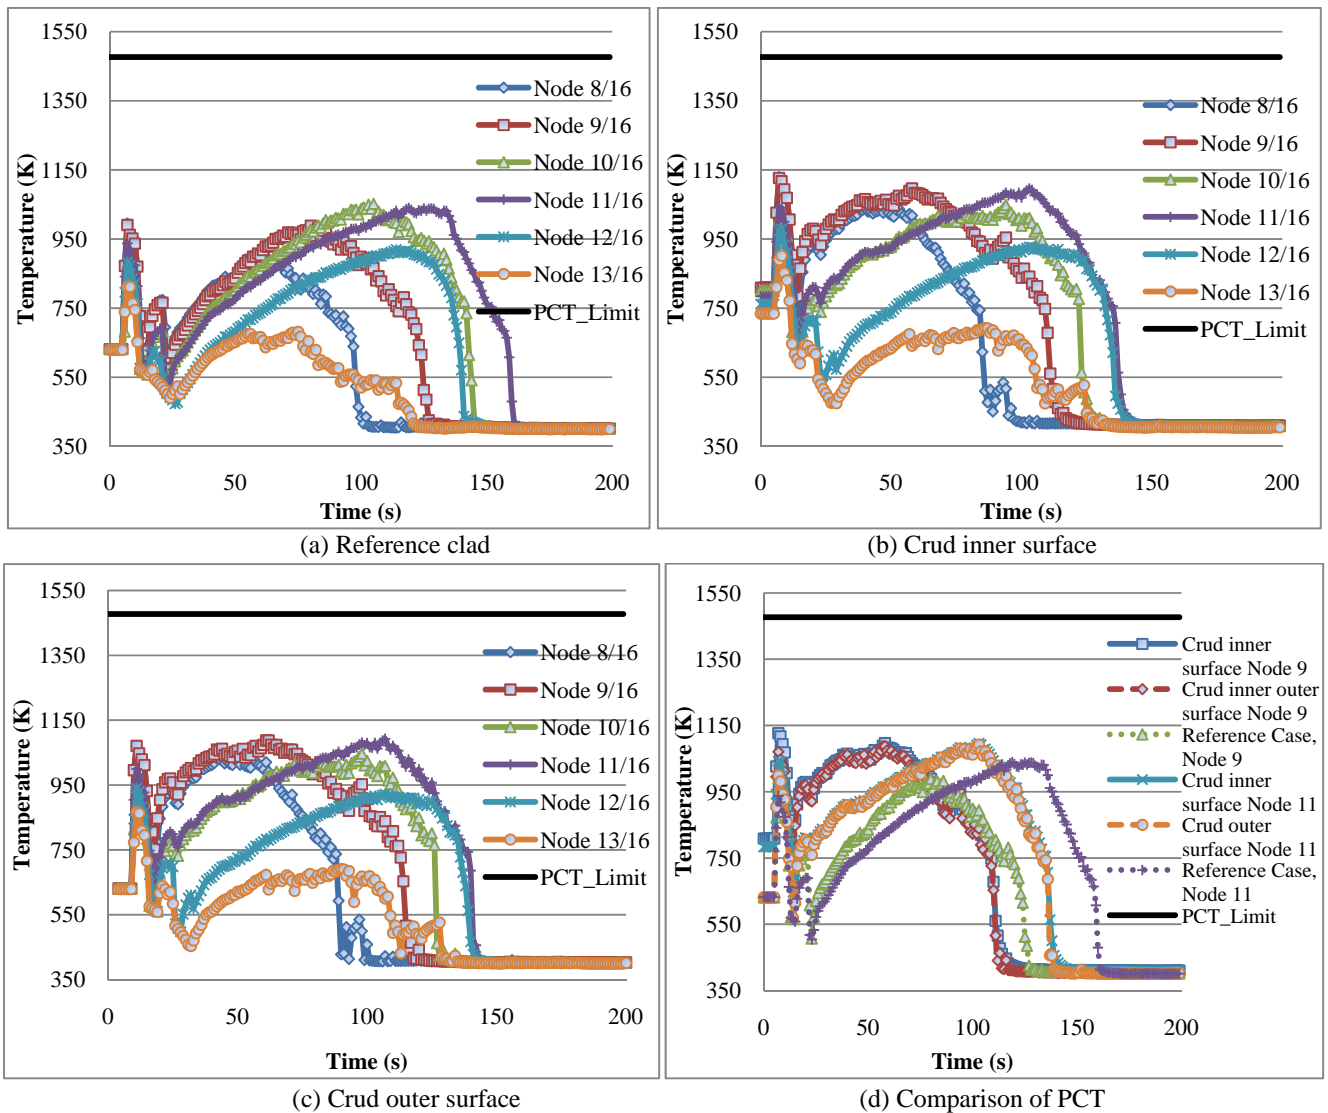 1550
1350
1150
950
750
550
350
Temperature (K)
0
50
100
150
200
Time (s)
Node 8/16
Node 9/16
Node 10/16
Node 11/16
Node 12/16
Node 13/16
PCT_Limit
(a) Reference clad
1550
1350
1150
950
750
550
350
Temperature (K)
0
50
100
150
200
Time (s)
Node 8/16
Node 9/16
Node 10/16
Node 11/16
Node 12/16
Node 13/16
PCT_Limit
(b) Crud inner surface
1550
1350
1150
950
750
550
350
Temperature (K)
0
50
100
150
200
Time (s)
Node 8/16
Node 9/16
Node 10/16
Node 11/16
Node 12/16
Node 13/16
PCT_Limit
(c) Crud outer surface
1550
1350
1150
950
750
550
350
Temperature (K)
0
50
100
150
200
Time (s)
Crud inner
surface Node 9
Crud inner outer
surface Node 9
Reference Case,
Node 9
Crud inner
surface Node 11
Crud outer
surface Node 11
Reference Case,
Node 11
PCT_Limit
(d) Comparison of PCT